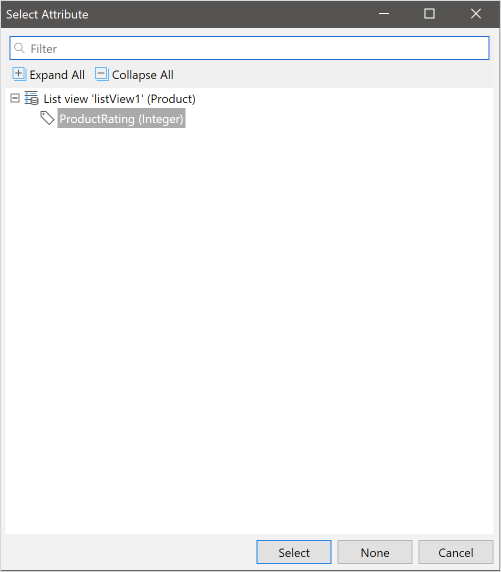 Select Attribute
Filter
Expand All Collapse All
List view 'listView1' (Product)
ProductRating (Integer)
Select None Cancel